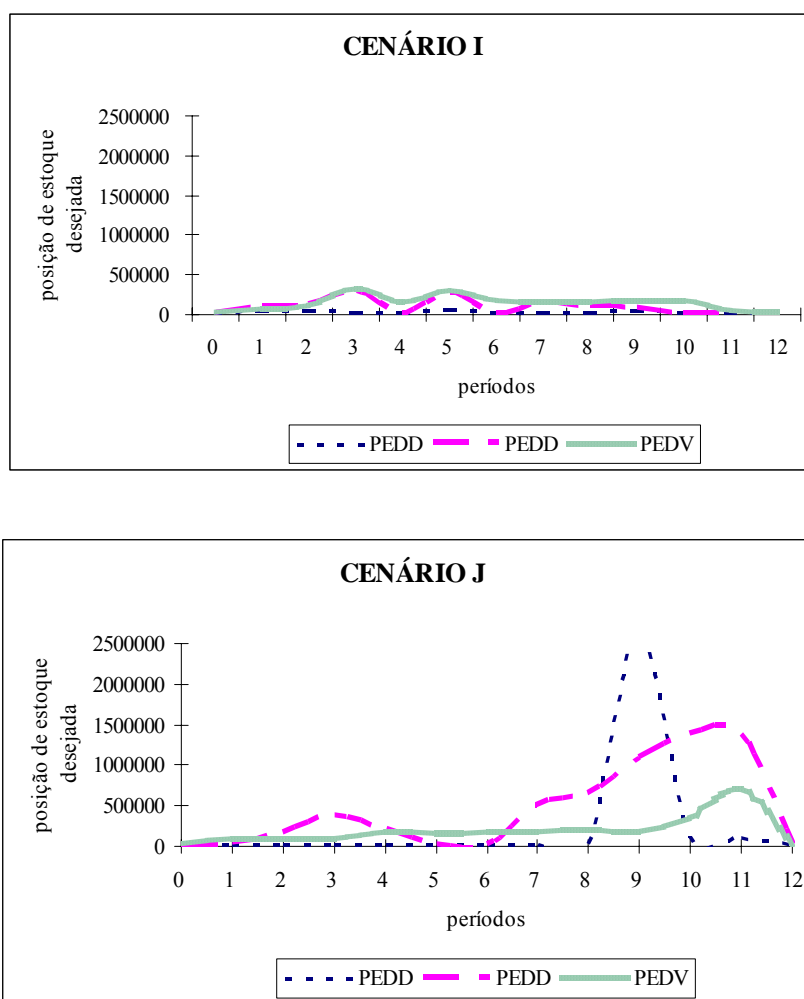 CENÁRIO I
posição de estoque
desejada
2500000
2000000
1500000
1000000
500000
0
0 1 2 3 4 5 6 7 8 9 10 11 12
períodos
PEDD PEDD PEDV
CENÁRIO J
posição de estoque
desejada
2500000
2000000
1500000
1000000
500000
0
0 1 2 3 4 5 6 7 8 9 10 11 12
períodos
PEDD PEDD PEDV